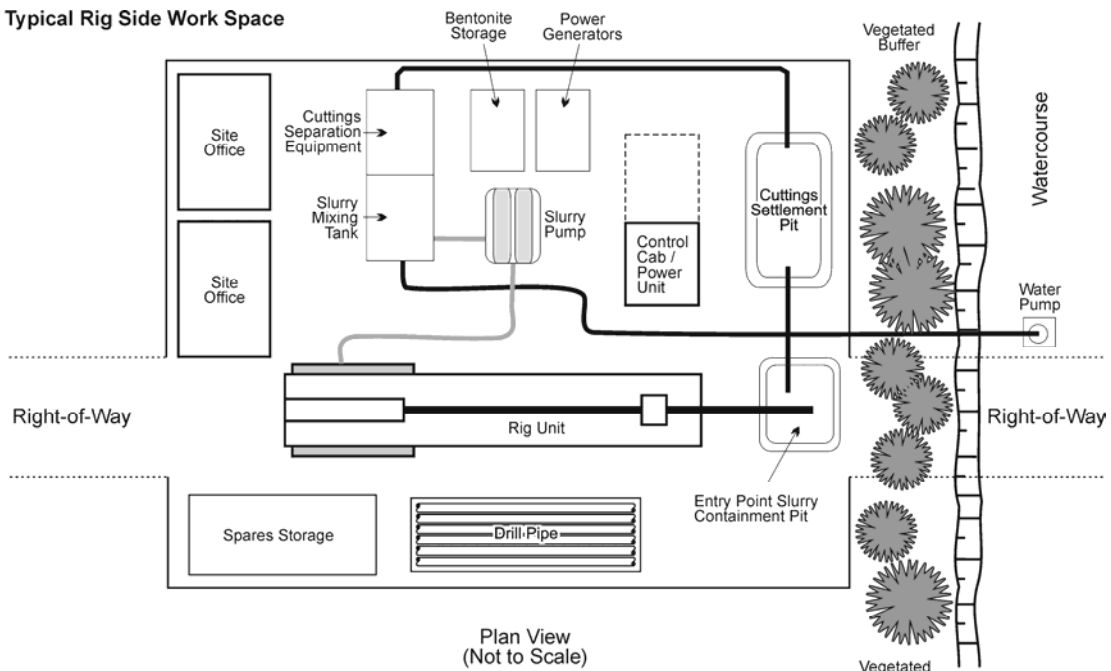 Typical Rig Side Work Space
Bentonite
Storage
Power
Generators
Vegetated
Buffer
Site
Office
Cuttings
Separation
Equipment
Slurry
Mixing
Tank
Slurry
Pump
Control
Cab /
Power
Unit
Cuttings
Settlement
Pit
Watercourse
Site
Office
Water
Pump
Right-of-Way
Rig Unit
Right-of-Way
Entry Point Slurry
Containment Pit
Spares Storage
Drill Pipe
Plan View
(Not to Scale)
Vegetated